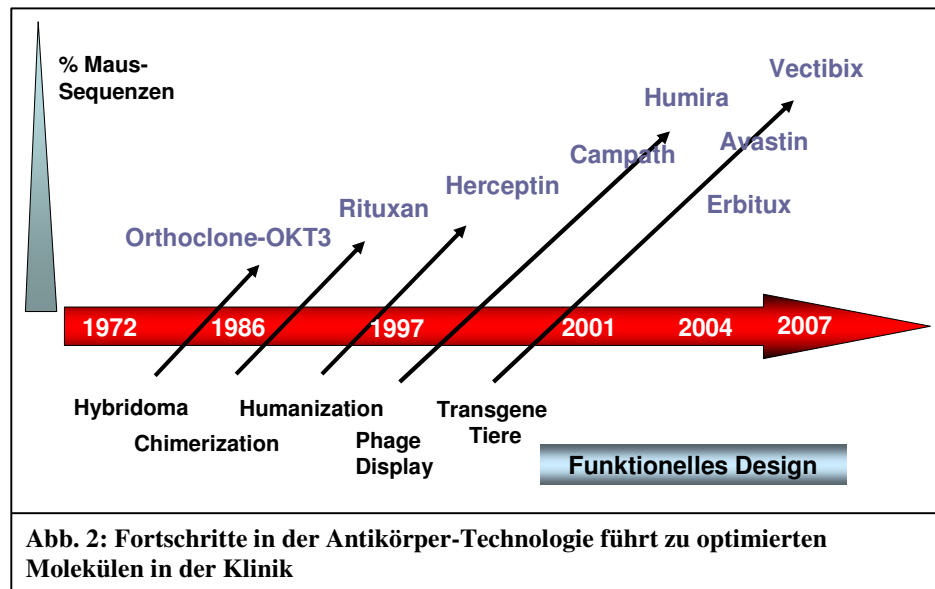 % Maus-
Sequenzen
Vectibix
Humira
Avastin
Campath
Herceptin
Erbitux
Rituxan
Orthoclone-OKT3
1972 1986 1997 2001 2004 2007
Hybridoma
Chimerization
Humanization
Phage
Display
Transgene
Tiere
Funktionelles Design
Abb. 2: Fortschritte in der Antikörper-Technologie führt zu optimierten
Molekülen in der Klinik